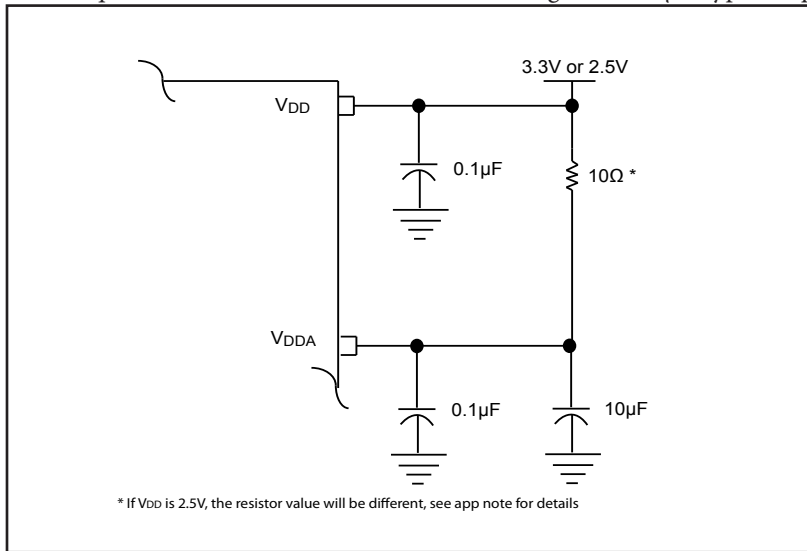 3.3V or 2.5V
VDD
0.1µF
10Ω *
VDDA
0.1µF
10µF
* If VDD is 2.5V, the resistor value will be different, see app note for details